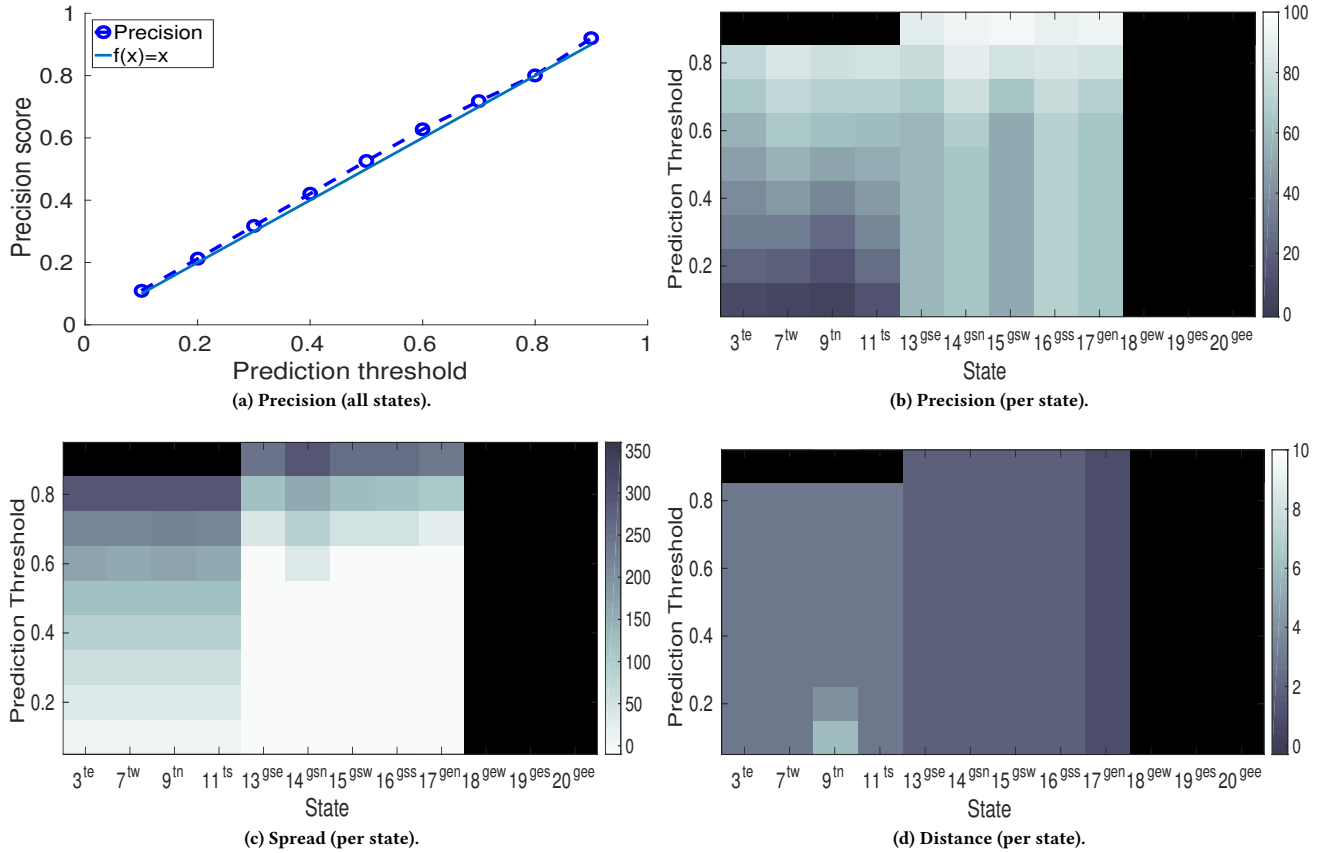 1
0.8
0.6
0.4
0.2
0
Precision score
Precision
f(x)=x
0 0.2 0.4 0.6 0.8 1
Prediction threshold
(a) Precision (all states).
0.8
0.6
0.4
0.2
Prediction Threshold
3te 7tw 9tn 11ts 13gse 14gsn 15gsw 16gss 17gen 18gew 19ges 20gee
State
100
80
60
40
20
0
(b) Precision (per state).
0.8
0.6
0.4
0.2
Prediction Threshold
3te 7tw 9tn 11ts 13gse 14gsn 15gsw 16gss 17gen 18gew 19ges 20gee
State
350
300
250
200
150
100
50
0
(c) Spread (per state).
0.8
0.6
0.4
0.2
Prediction Threshold
3te 7tw 9tn 11ts 13gse 14gsn 15gsw 16gss 17gen 18gew 19ges 20gee
State
10
8
6
4
2
0
(d) Distance (per state).